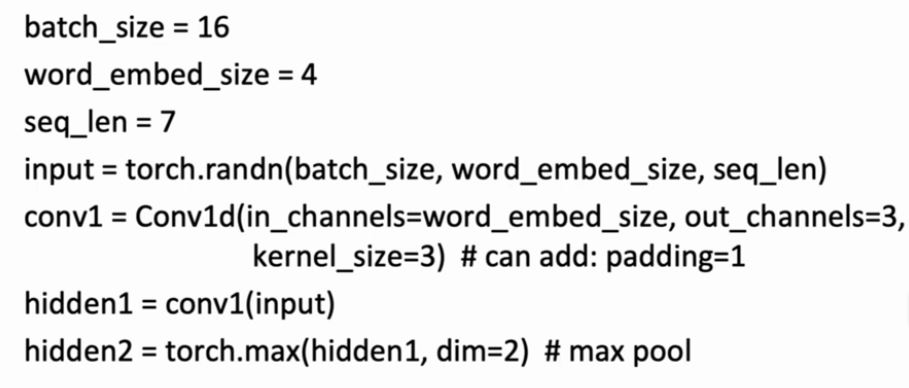 batch_size = 16
word_embed_size = 4
seq_len = 7
input = torch.randn(batch_size, word_embed_size, seq_len)
conv1 = Conv1d(in_channels=word_embed_size, out_channels=3,
kernel_size=3)  # can add: padding=1
hidden1 = conv1(input)
hidden2 = torch.max(hidden1, dim=2)  # max pool